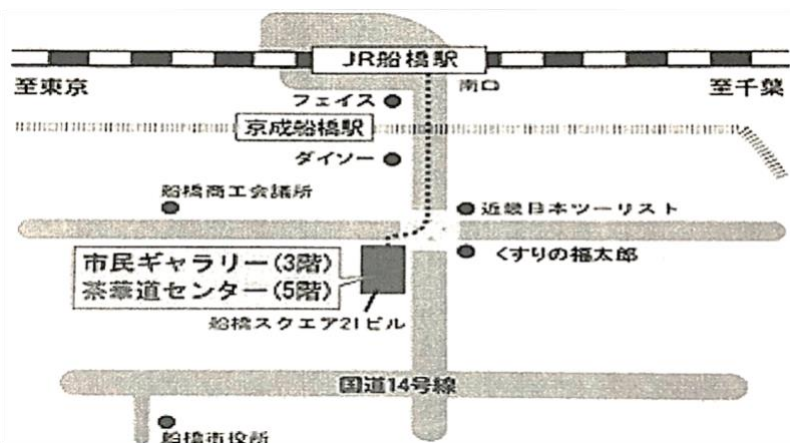 JR船橋駅
至東京
南口
至千葉
フェイス
京成船橋駅
ダイソー
船橋商工会議所
近畿日本ツーリスト
くすりの福太郎
市民ギャラリー(3階)
茶華道センター(5階)
船橋スクエア21ビル
国道14号線
船橋市役所